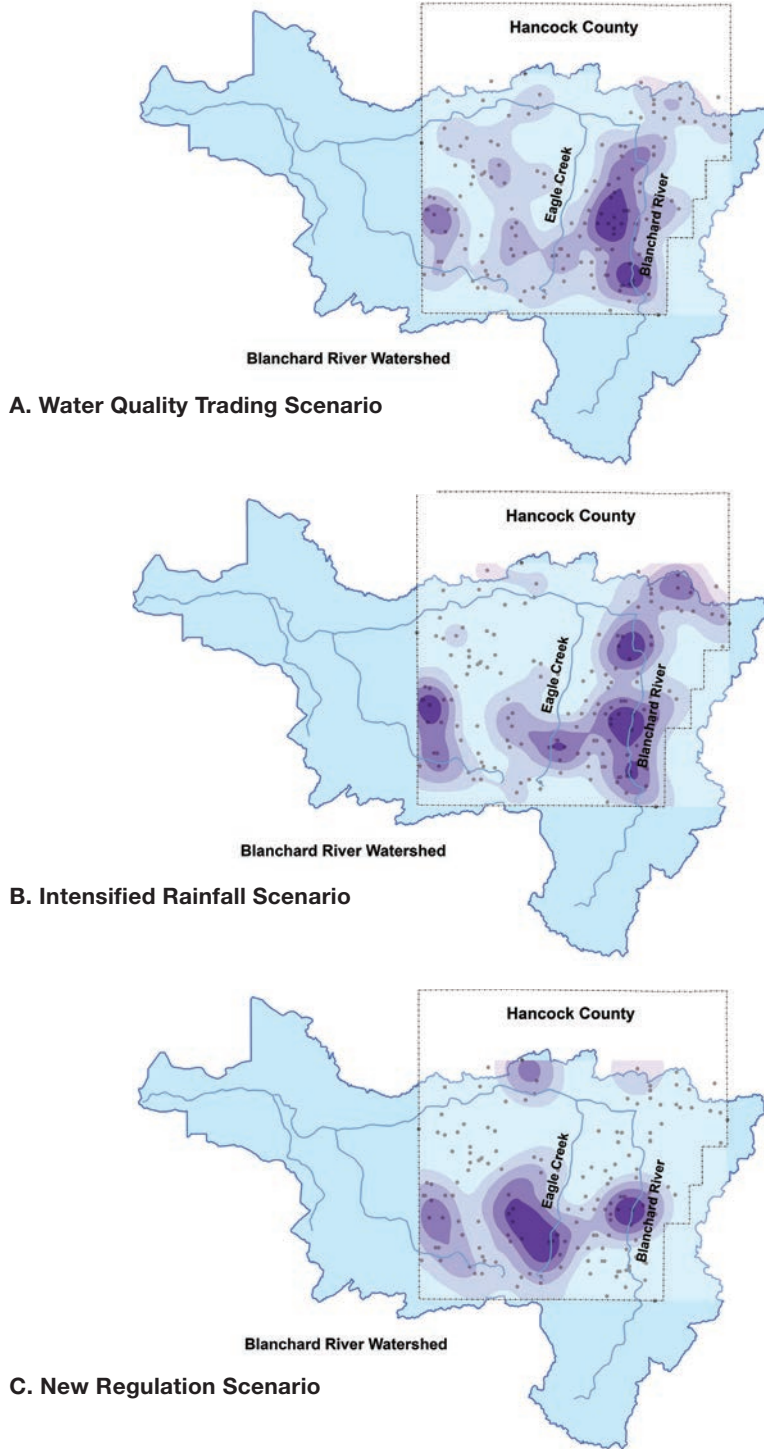 Hancock County
Eagle Creek
Blanchard River
Blanchard River Watershed
A. Water Quality Trading Scenario
Hancock County
Eagle Creek
Blanchard River
Blanchard River Watershed
B. Intensified Rainfall Scenario
Hancock County
Eagle Creek
Blanchard River
Blanchard River Watershed
C. New Regulation Scenario